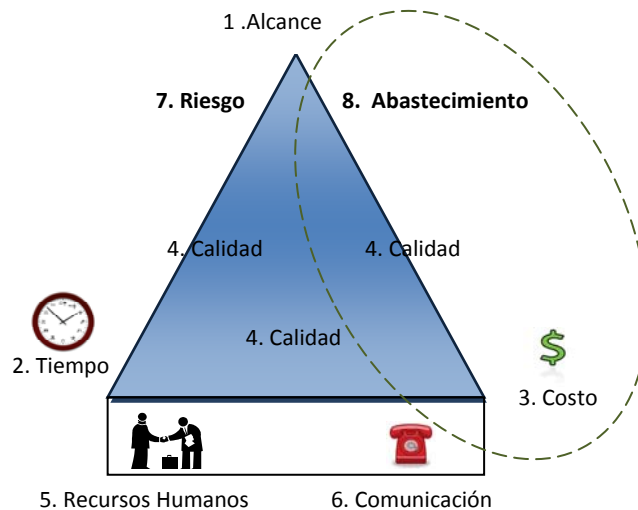 1 .Alcance
7. Riesgo
8. Abastecimiento
4. Calidad
4. Calidad
4. Calidad
$
2. Tiempo
3. Costo
5. Recursos Humanos
6. Comunicación